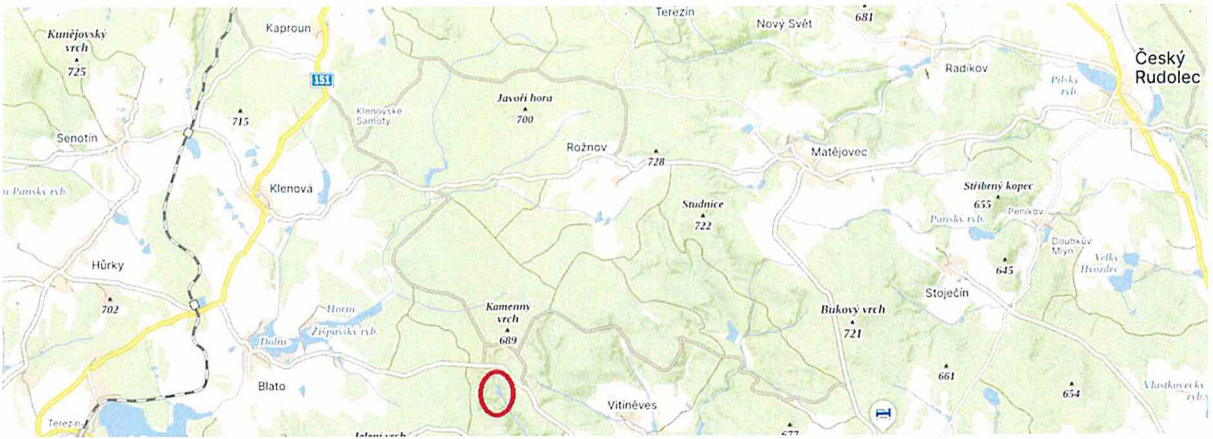 Kunějovský
vrch
725
Kaproun
151
Terezín
Nový Svět
681
Český
Rudolec
Radíkov
Pilský
ryb.
Senotín
715
Klenovské
Samoty
Javoří hora
700
Rožnov
728
Matějovec
Klenová
Panský ryb.
Studnice
722
Stříbrný kopec
655
Peníkov
Panský ryb.
Doubkův
Mlýn
Hůrky
702
645
Velký
Hvozdec
Stoječín
Horní
Žišpašský ryb.
Dolní
Kamenný
vrch
689
Bukový vrch
721
Blato
661
654
Vlastkovecký
ryb.
Vitíněves
Terezín
Jelení vrch
677